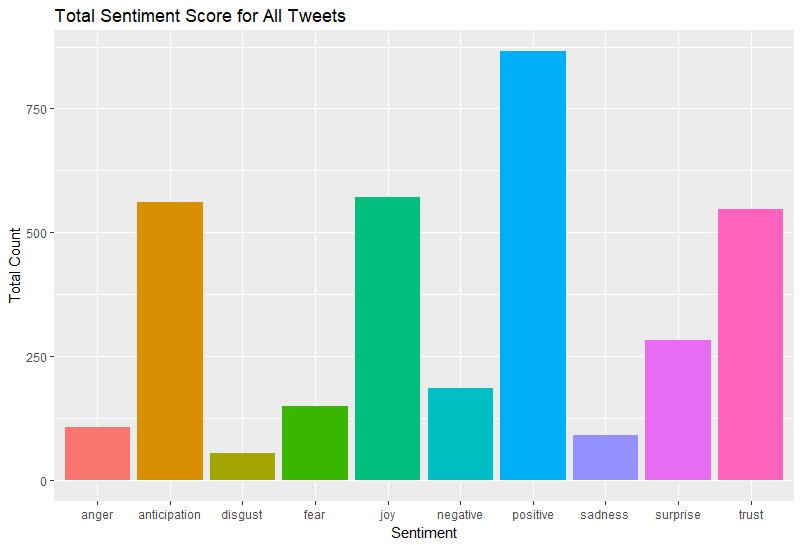 Total Sentiment Score for All Tweets
Total Count
750
500
250
0
anger anticipation disgust fear joy negative positive sadness surprise trust
Sentiment